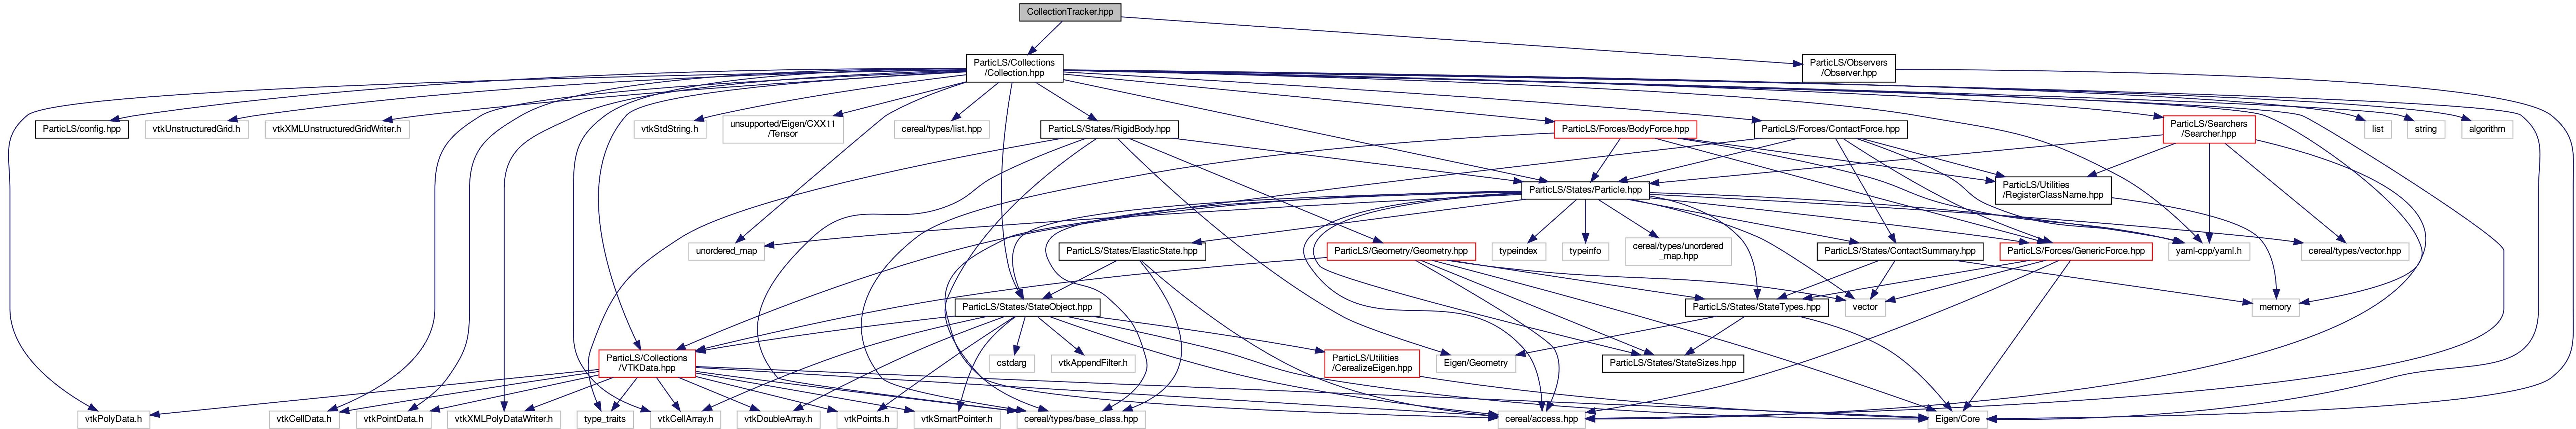 CollectionTracker.hpp
ParticLS/Collections
/Collection.hpp
ParticLS/Observers
/Observer.hpp
ParticLS/config.hpp
vtkUnstructuredGrid.h
vtkXMLUnstructuredGridWriter.h
vtkStdString.h
unsupported/Eigen/CXX11
/Tensor
cereal/types/list.hpp
ParticLS/States/RigidBody.hpp
ParticLS/Forces/BodyForce.hpp
ParticLS/Forces/ContactForce.hpp
ParticLS/Searchers
/Searcher.hpp
list
string
algorithm
ParticLS/States/Particle.hpp
ParticLS/Utilities
/RegisterClassName.hpp
unordered_map
ParticLS/States/ElasticState.hpp
ParticLS/Geometry/Geometry.hpp
typeindex
typeinfo
cereal/types/unordered
_map.hpp
ParticLS/States/ContactSummary.hpp
ParticLS/Forces/GenericForce.hpp
yaml-cpp/yaml.h
cereal/types/vector.hpp
ParticLS/States/StateObject.hpp
ParticLS/States/StateTypes.hpp
vector
memory
ParticLS/Collections
/VTKData.hpp
cstdarg
vtkAppendFilter.h
ParticLS/Utilities
/CerealizeEigen.hpp
Eigen/Geometry
ParticLS/States/StateSizes.hpp
vtkPolyData.h
vtkCellData.h
vtkPointData.h
vtkXMLPolyDataWriter.h
type_traits
vtkCellArray.h
vtkDoubleArray.h
vtkPoints.h
vtkSmartPointer.h
cereal/types/base_class.hpp
cereal/access.hpp
Eigen/Core